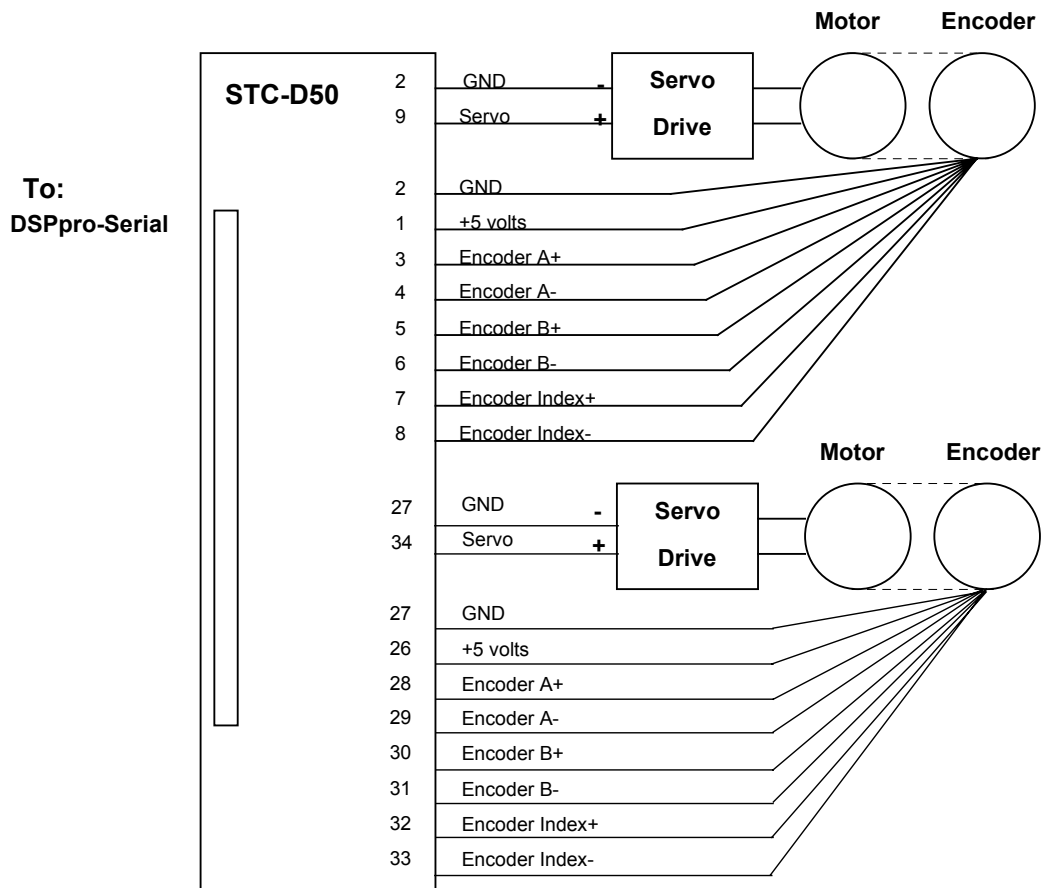 Motor Encoder
STC-D50
2 GND - Servo
9 Servo + Drive
To:
DSPpro-Serial
2 GND
1 +5 volts
3 Encoder A+
4 Encoder A-
5 Encoder B+
6 Encoder B-
7 Encoder Index+
8 Encoder Index-
Motor Encoder
27 GND - Servo
34 Servo + Drive
27 GND
26 +5 volts
28 Encoder A+
29 Encoder A-
30 Encoder B+
31 Encoder B-
32 Encoder Index+
33 Encoder Index-